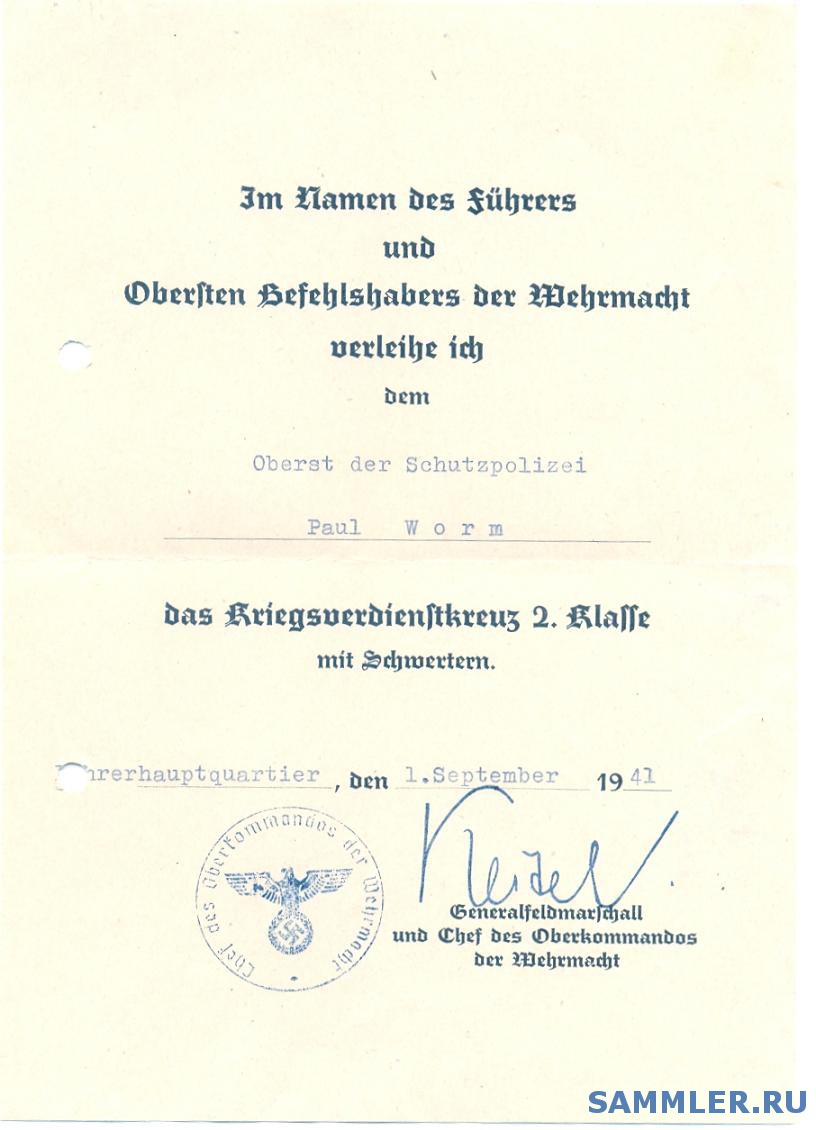 Im Namen des Führers
und
Obersten Befehlshabers der Wehrmacht
verleihe ich
dem
Oberst der Schutzpolizei
Paul W o r m
das Kriegsverdienstkreuz 2. Klasse
mit Schwertern.
hrerhauptquartier, den 1.September 1941
Chef des Oberkommandos der Wehrmacht
Keitel
Generalfeldmarschall
und Chef des Oberkommandos
der Wehrmacht
SAMMLER.RU